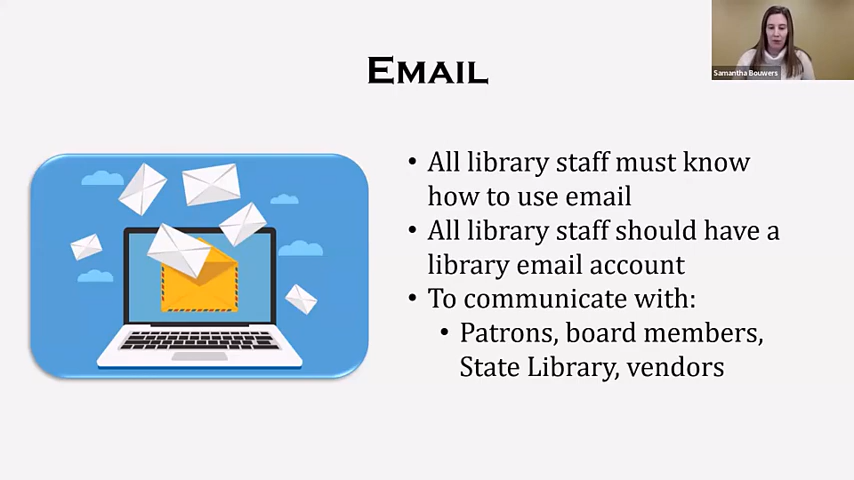 Samantha Bouwers
EMAIL
• All library staff must know
how to use email
• All library staff should have a
library email account
• To communicate with:
• Patrons, board members,
State Library, vendors